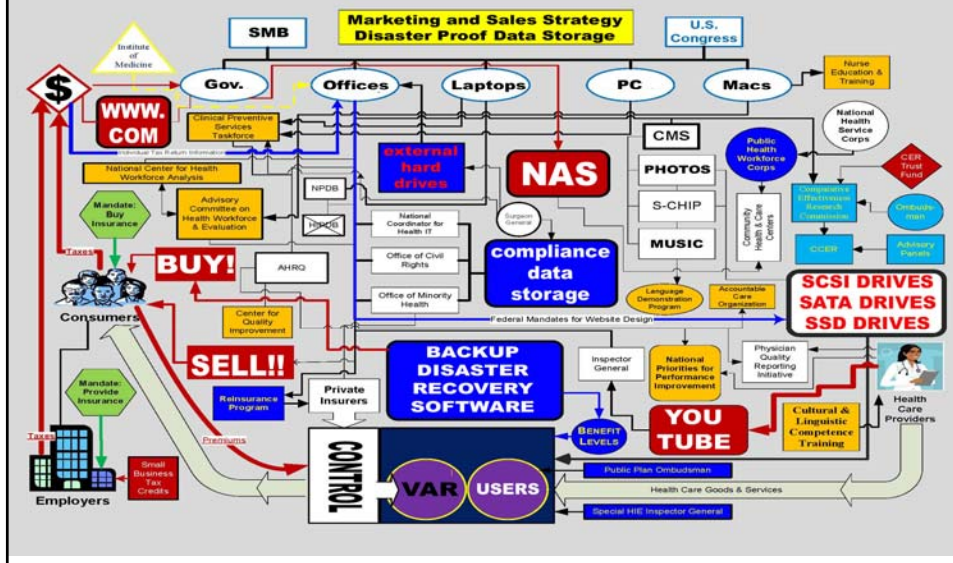 Marketing and Sales Strategy
Disaster Proof Data Storage
SMB
U.S.
Congress
Institute
of
Medicine
$
Gov.
Offices
Laptops
PC
Macs
Nurse
Education &
Training
WWW.
COM
Clinical Preventive
Services
Taskforce
Individual Tax Return Information
external
hard
drives
NAS
CMS
PHOTOS
S-CHIP
MUSIC
Public
Health
Workforce
Corps
National
Health
Service
Corps
CER
Trust
Fund
National Center for Health
Workforce Analysis
Advisory
Committee on
Health Workforce
& Evaluation
NPDB
HIPDB
Mandate:
Buy
Insurance
National
Coordinator for
Health IT
Office of Civil
Rights
Office of Minority
Health
Surgeon
General
Community
Health & Care
Centers
Comparative
Effectiveness
Research
Commission
Ombuds-
man
CCER
Advisory
Panels
Taxes
Consumers
BUY!
AHRQ
compliance
data
storage
Language
Demonstration
Program
Accountable
Care
Organization
SCSI DRIVES
SATA DRIVES
SSD DRIVES
Center for
Quality
Improvement
Federal Mandates for Website Design
SELL!!
BACKUP
DISASTER
RECOVERY
SOFTWARE
Inspector
General
National
Priorities for
Performance
Improvement
Physician
Quality
Reporting
Initiative
Mandate:
Provide
Insurance
Reinsurance
Program
Private
Insurers
Health
Care
Providers
YOU
TUBE
Cultural &
Linguistic
Competence
Training
BENEFIT
LEVELS
Taxes
Premiums
Employers
Small
Business
Tax
Credits
CONTROL
VAR
USERS
Public Plan Ombudsman
Health Care Goods & Services
Special HIE Inspector General